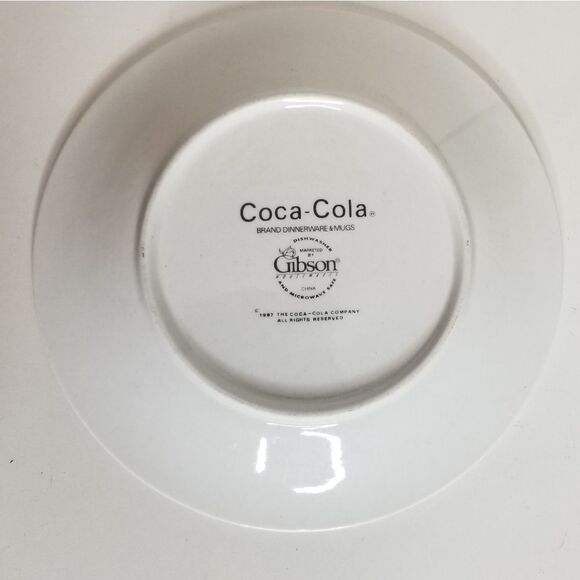 Coca-Cola®
BRAND DINNERWARE & MUGS
DISHWASHER
MARKETED
BY
Gibson®
HOUSEWARES
AND MICROWAVE SAFE
CHINA
© 1997 THE COCA-COLA COMPANY
ALL RIGHTS RESERVED